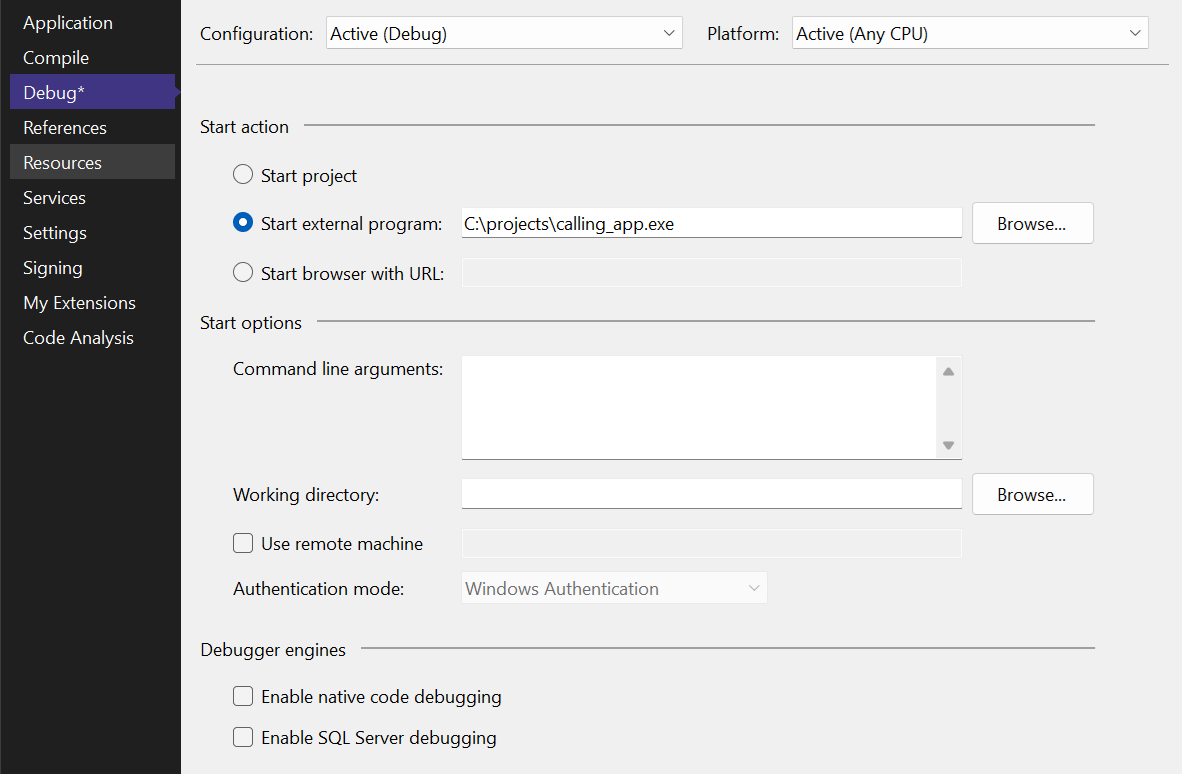 Application
Compile
Debug*
References
Resources
Services
Settings
Signing
My Extensions
Code Analysis
Configuration: Active (Debug) Platform: Active (Any CPU)
Start action
Start project
Start external program: C:\projects\calling_app.exe Browse...
Start browser with URL:
Start options
Command line arguments:
Working directory: Browse...
Use remote machine
Authentication mode: Windows Authentication
Debugger engines
Enable native code debugging
Enable SQL Server debugging